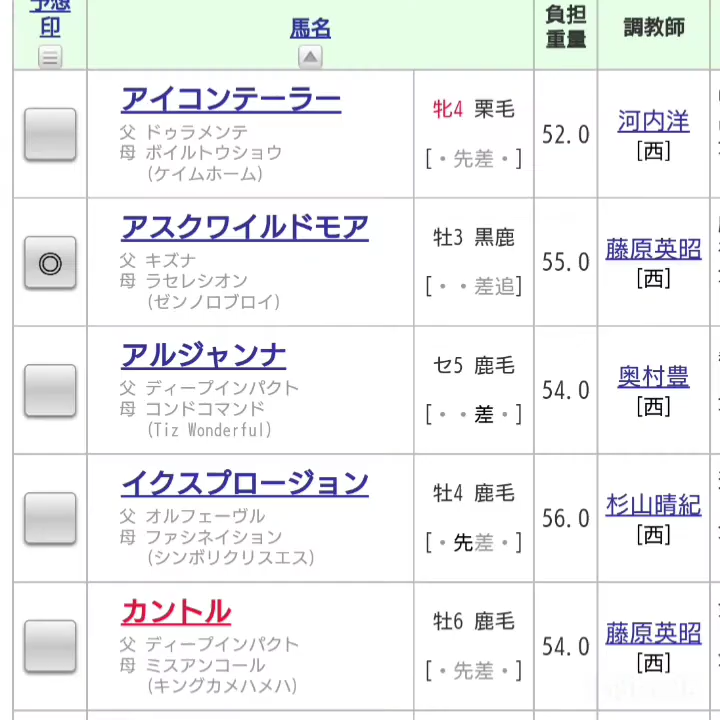 予想
印
馬名
負担
重量
調教師
アイコンテーラー
父 ドゥラメンテ
母 ボイルトウショウ
(ケイムホーム)
牝4 栗毛
[・先差・]
52.0
河内洋
[西]
◎
アスクワイルドモア
父 キズナ
母 ラセレシオン
(ゼンノロブロイ)
牡3 黒鹿
[・・差追]
55.0
藤原英昭
[西]
アルジャンナ
父 ディープインパクト
母 コンドコマンド
(Tiz Wonderful)
セ5 鹿毛
[・・差・]
54.0
奥村豊
[西]
イクスプロージョン
父 オルフェーヴル
母 ファシネイション
(シンボリクリスエス)
牡4 鹿毛
[・先差・]
56.0
杉山晴紀
[西]
カントル
父 ディープインパクト
母 ミスアンコール
(キングカメハメハ)
牡6 鹿毛
[・先差・]
54.0
藤原英昭
[西]